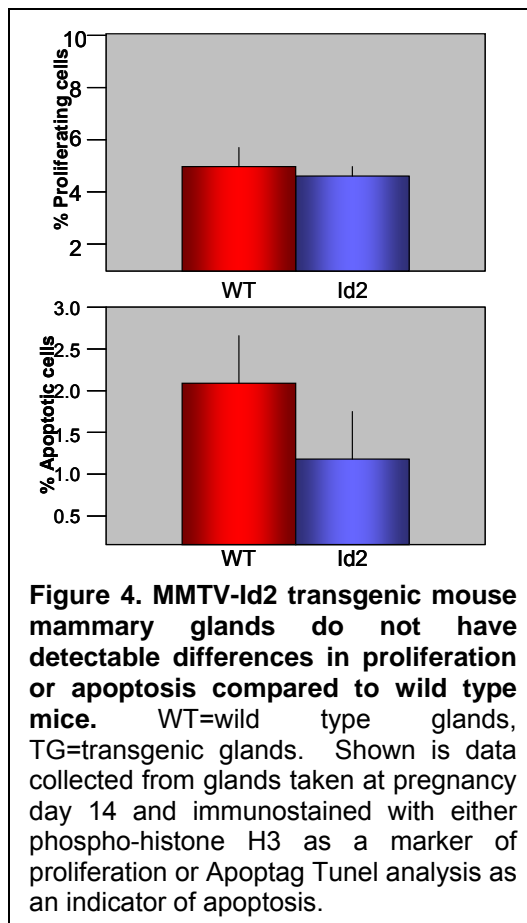 % Proliferating cells
10
8
6
4
2
WT Id2
% Apoptotic cells
3.0
2.5
2.0
1.5
1.0
0.5
WT Id2
Figure 4. MMTV-Id2 transgenic mouse
mammary glands do not have
detectable differences in proliferation
or apoptosis compared to wild type
mice. WT=wild type glands,
TG=transgenic glands. Shown is data
collected from glands taken at pregnancy
day 14 and immunostained with either
phospho-histone H3 as a marker of
proliferation or Apoptag Tunel analysis as
an indicator of apoptosis.